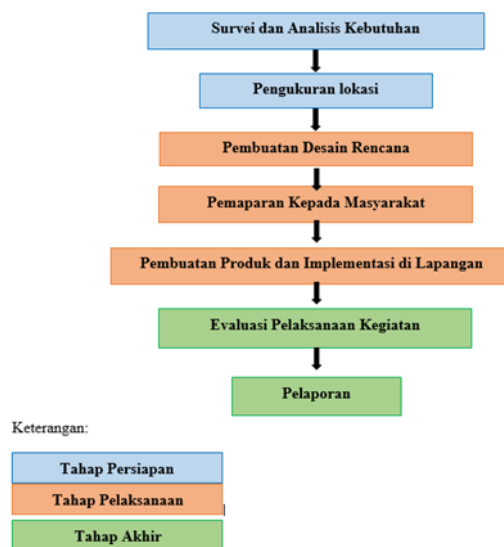 Survei dan Analisis Kebutuhan
Pengukuran lokasi
Pembuatan Desain Rencana
Pemaparan Kepada Masyarakat
Pembuatan Produk dan Implementasi di Lapangan
Evaluasi Pelaksanaan Kegiatan
Pelaporan
Keterangan:
Tahap Persiapan
Tahap Pelaksanaan
Tahap Akhir